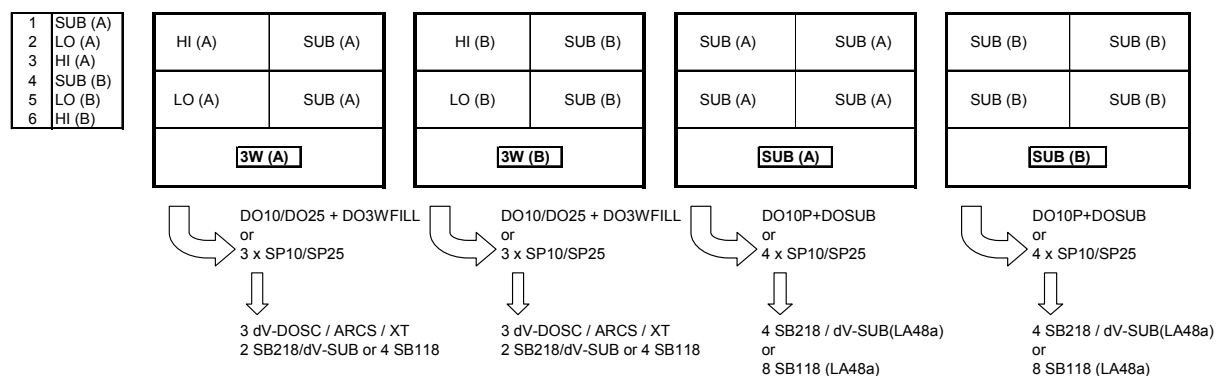 1 SUB (A)
2 LO (A)
3 HI (A)
4 SUB (B)
5 LO (B)
6 HI (B)
HI (A) SUB (A)
LO (A) SUB (A)
3W (A)
DO10/DO25 + DO3WFILL
or
3 x SP10/SP25
3 dV-DOSC / ARCS / XT
2 SB218/dV-SUB or 4 SB118
HI (B) SUB (B)
LO (B) SUB (B)
3W (B)
DO10/DO25 + DO3WFILL
or
3 x SP10/SP25
3 dV-DOSC / ARCS / XT
2 SB218/dV-SUB or 4 SB118
SUB (A) SUB (A)
SUB (A) SUB (A)
SUB (A)
DO10P+DOSUB
or
4 x SP10/SP25
4 SB218 / dV-SUB(LA48a)
or
8 SB118 (LA48a)
SUB (B) SUB (B)
SUB (B) SUB (B)
SUB (B)
DO10P+DOSUB
or
4 x SP10/SP25
4 SB218 / dV-SUB(LA48a)
or
8 SB118 (LA48a)